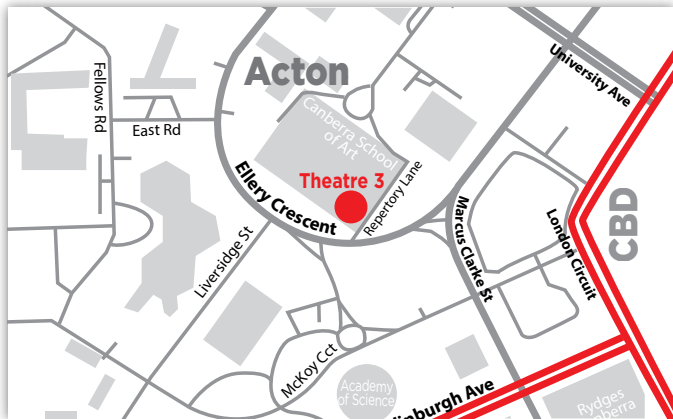 Acton
University Ave
Fellows Rd
East Rd
Canberra School
of Art
Theatre 3
Repertory Lane
Ellery Crescent
Liversidge St
Marcus Clarke St
London Circuit
CBD
McKoy Cct
Academy
of Science
Ave
Rydges